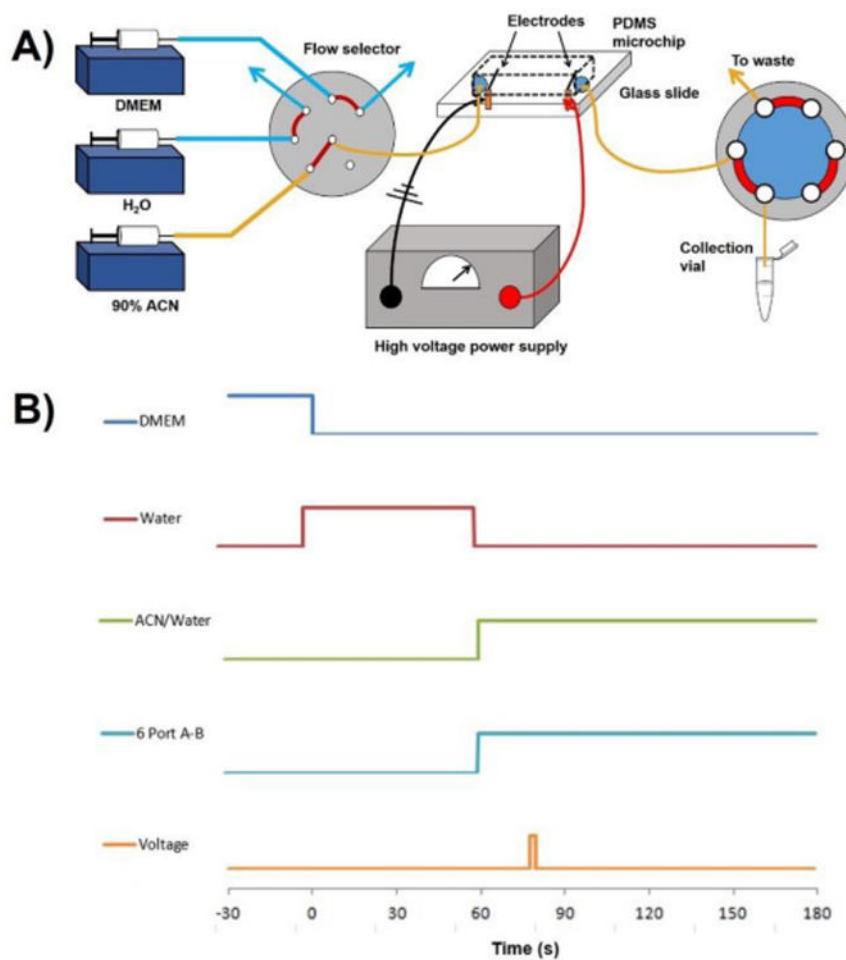 A)
DMEM
H₂O
90% ACN
Flow selector
Electrodes
PDMS
microchip
Glass slide
To waste
Collection
vial
High voltage power supply
B)
DMEM
Water
ACN/Water
6 Port A-B
Voltage
-30 0 30 60 90 120 150 180
Time (s)